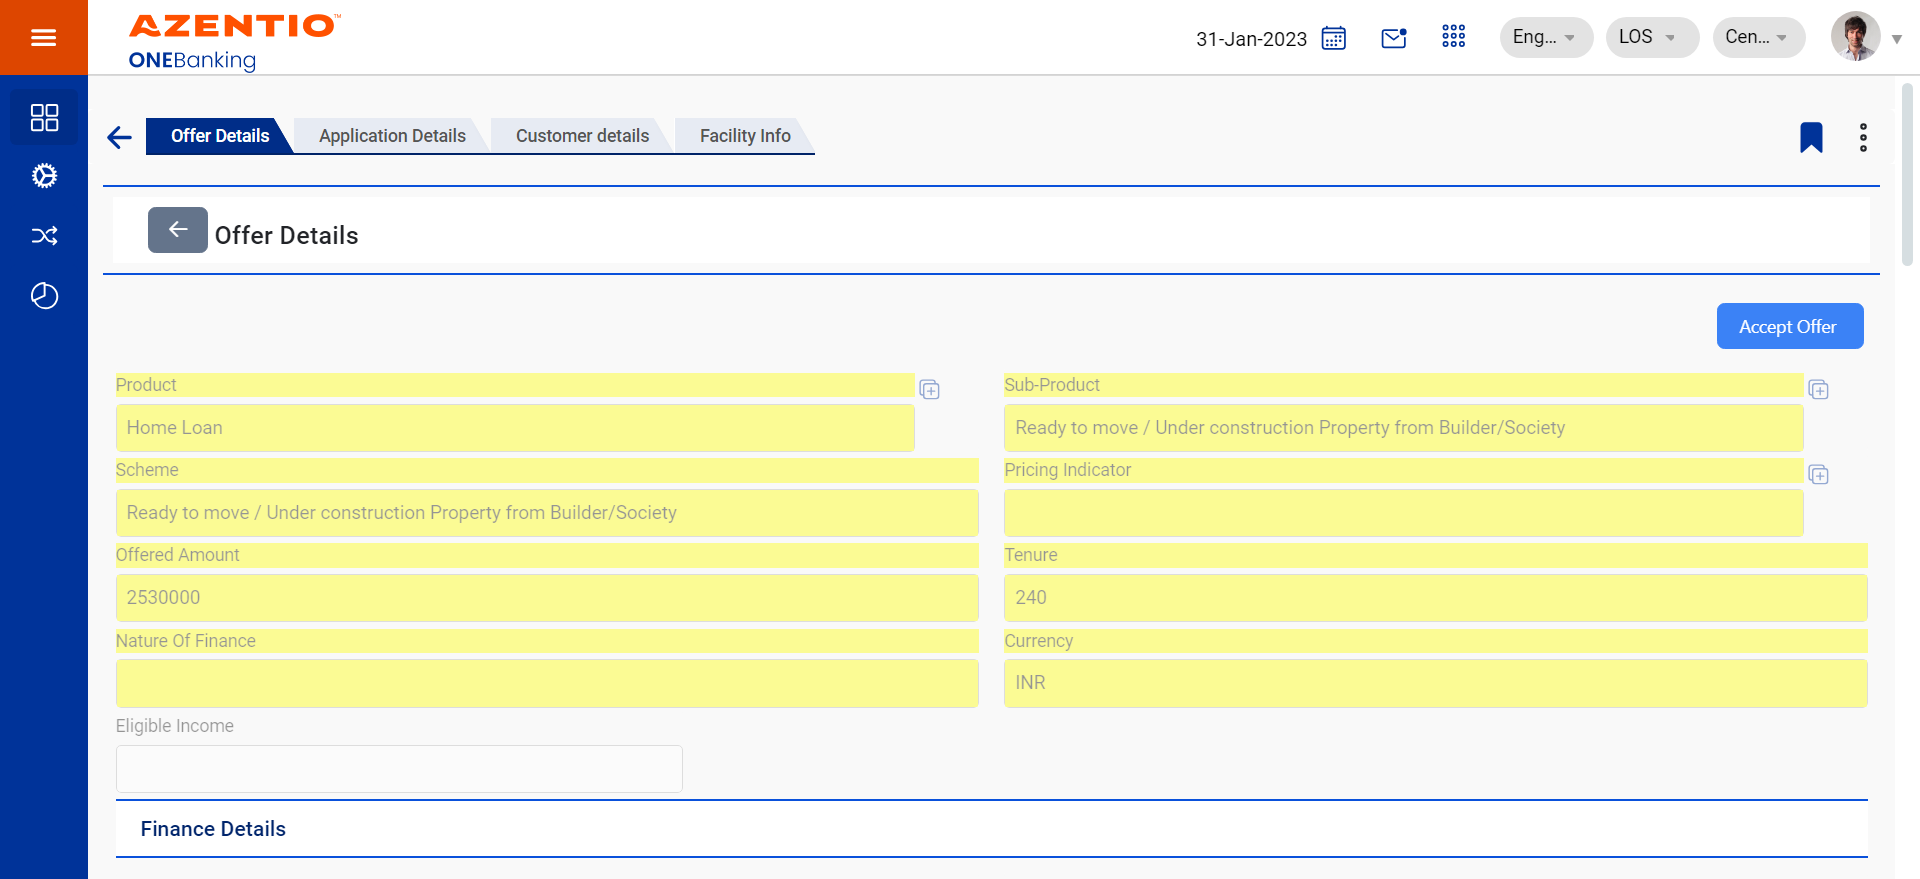 AZENTIO™
ONEBanking
31-Jan-2023
Eng...
LOS
Cen...
Offer Details
Application Details
Customer details
Facility Info
Offer Details
Accept Offer
Product
Sub-Product
Home Loan
Ready to move / Under construction Property from Builder/Society
Scheme
Pricing Indicator
Ready to move / Under construction Property from Builder/Society
Offered Amount
Tenure
2530000
240
Nature Of Finance
Currency
INR
Eligible Income
Finance Details